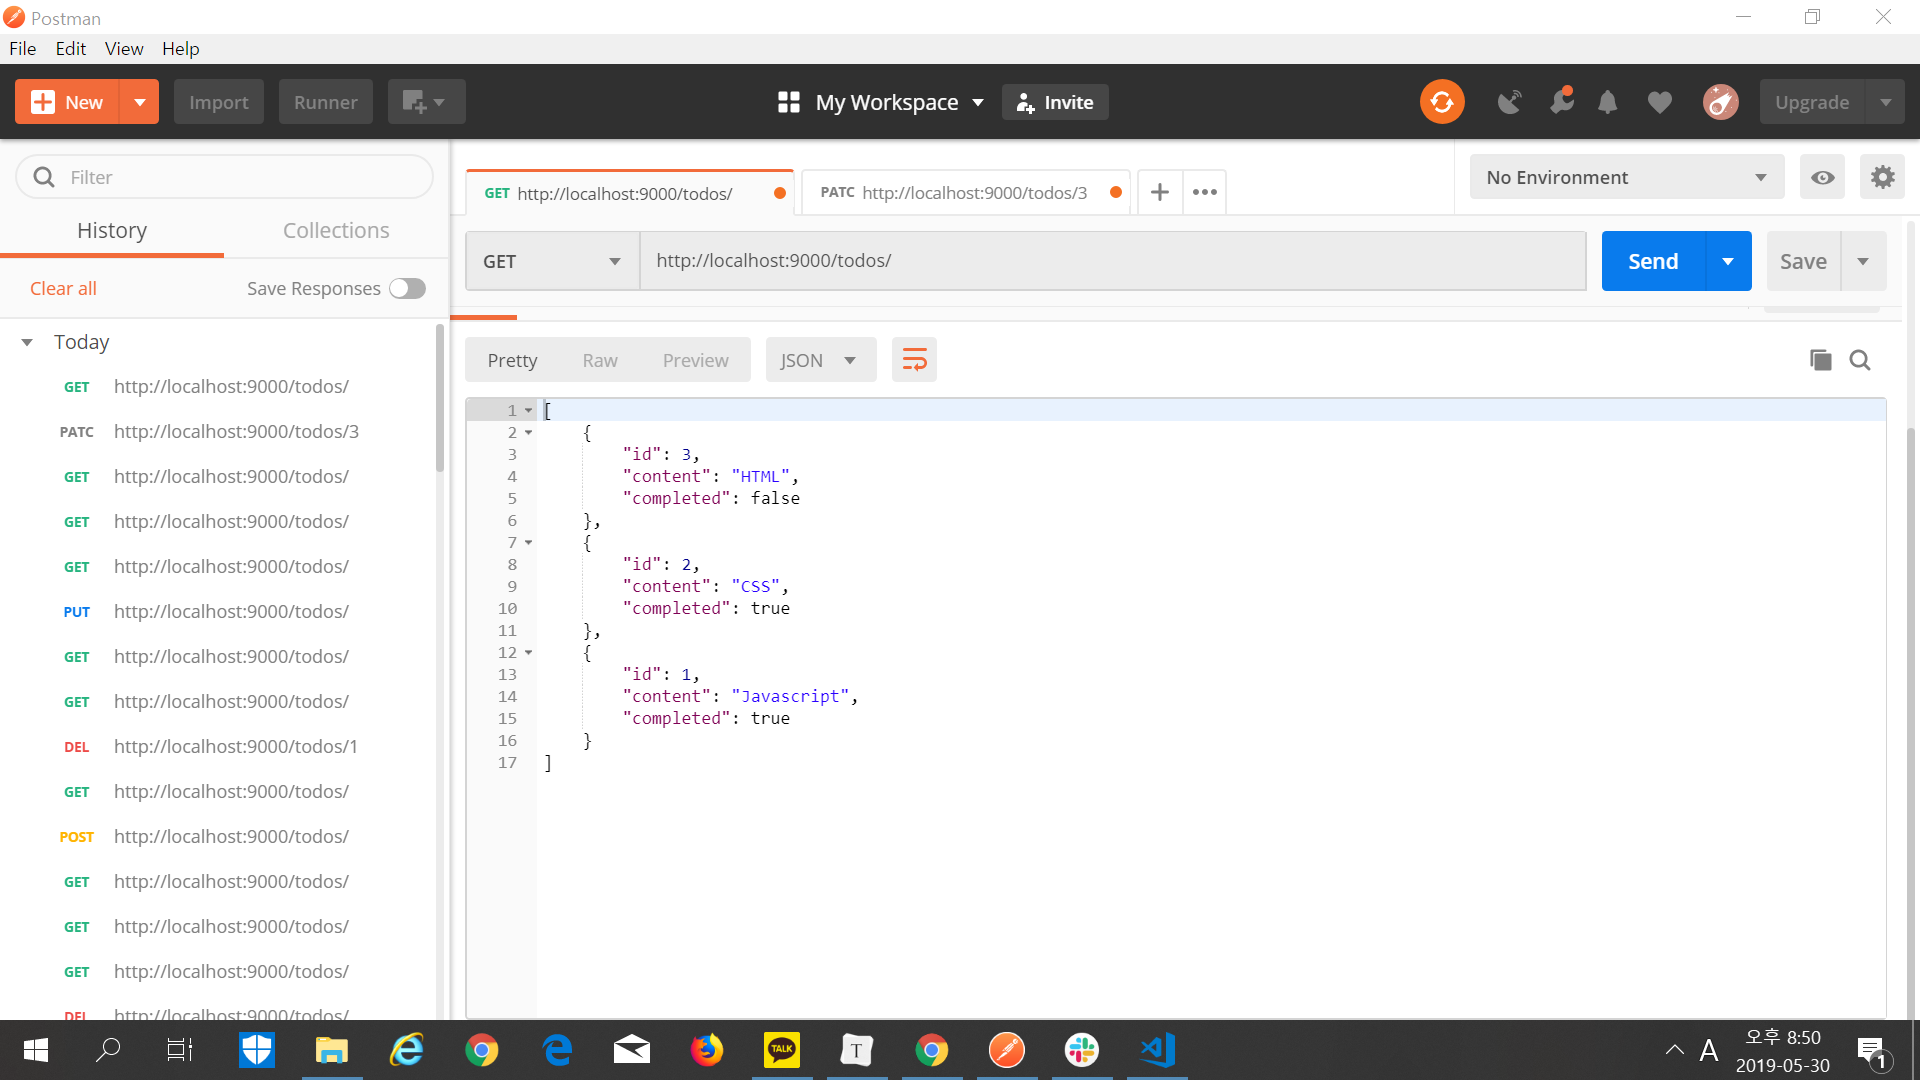 Postman
File Edit View Help
New Import Runner My Workspace Invite Upgrade
Filter
History Collections
Clear all Save Responses
Today
GET http://localhost:9000/todos/
PATC http://localhost:9000/todos/3
GET http://localhost:9000/todos/
GET http://localhost:9000/todos/
GET http://localhost:9000/todos/
PUT http://localhost:9000/todos/
GET http://localhost:9000/todos/
GET http://localhost:9000/todos/
DEL http://localhost:9000/todos/1
GET http://localhost:9000/todos/
POST http://localhost:9000/todos/
GET http://localhost:9000/todos/
GET http://localhost:9000/todos/
GET http://localhost:9000/todos/
DEL http://localhost:9000/todos/
GET http://localhost:9000/todos/ PATC http://localhost:9000/todos/3 No Environment
GET http://localhost:9000/todos/ Send Save
Pretty Raw Preview JSON
1 [
2 {
3 "id": 3,
4 "content": "HTML",
5 "completed": false
6 },
7 {
8 "id": 2,
9 "content": "CSS",
10 "completed": true
11 },
12 {
13 "id": 1,
14 "content": "Javascript",
15 "completed": true
16 }
17 ]
TALK T A 오후 8:50
2019-05-30 1